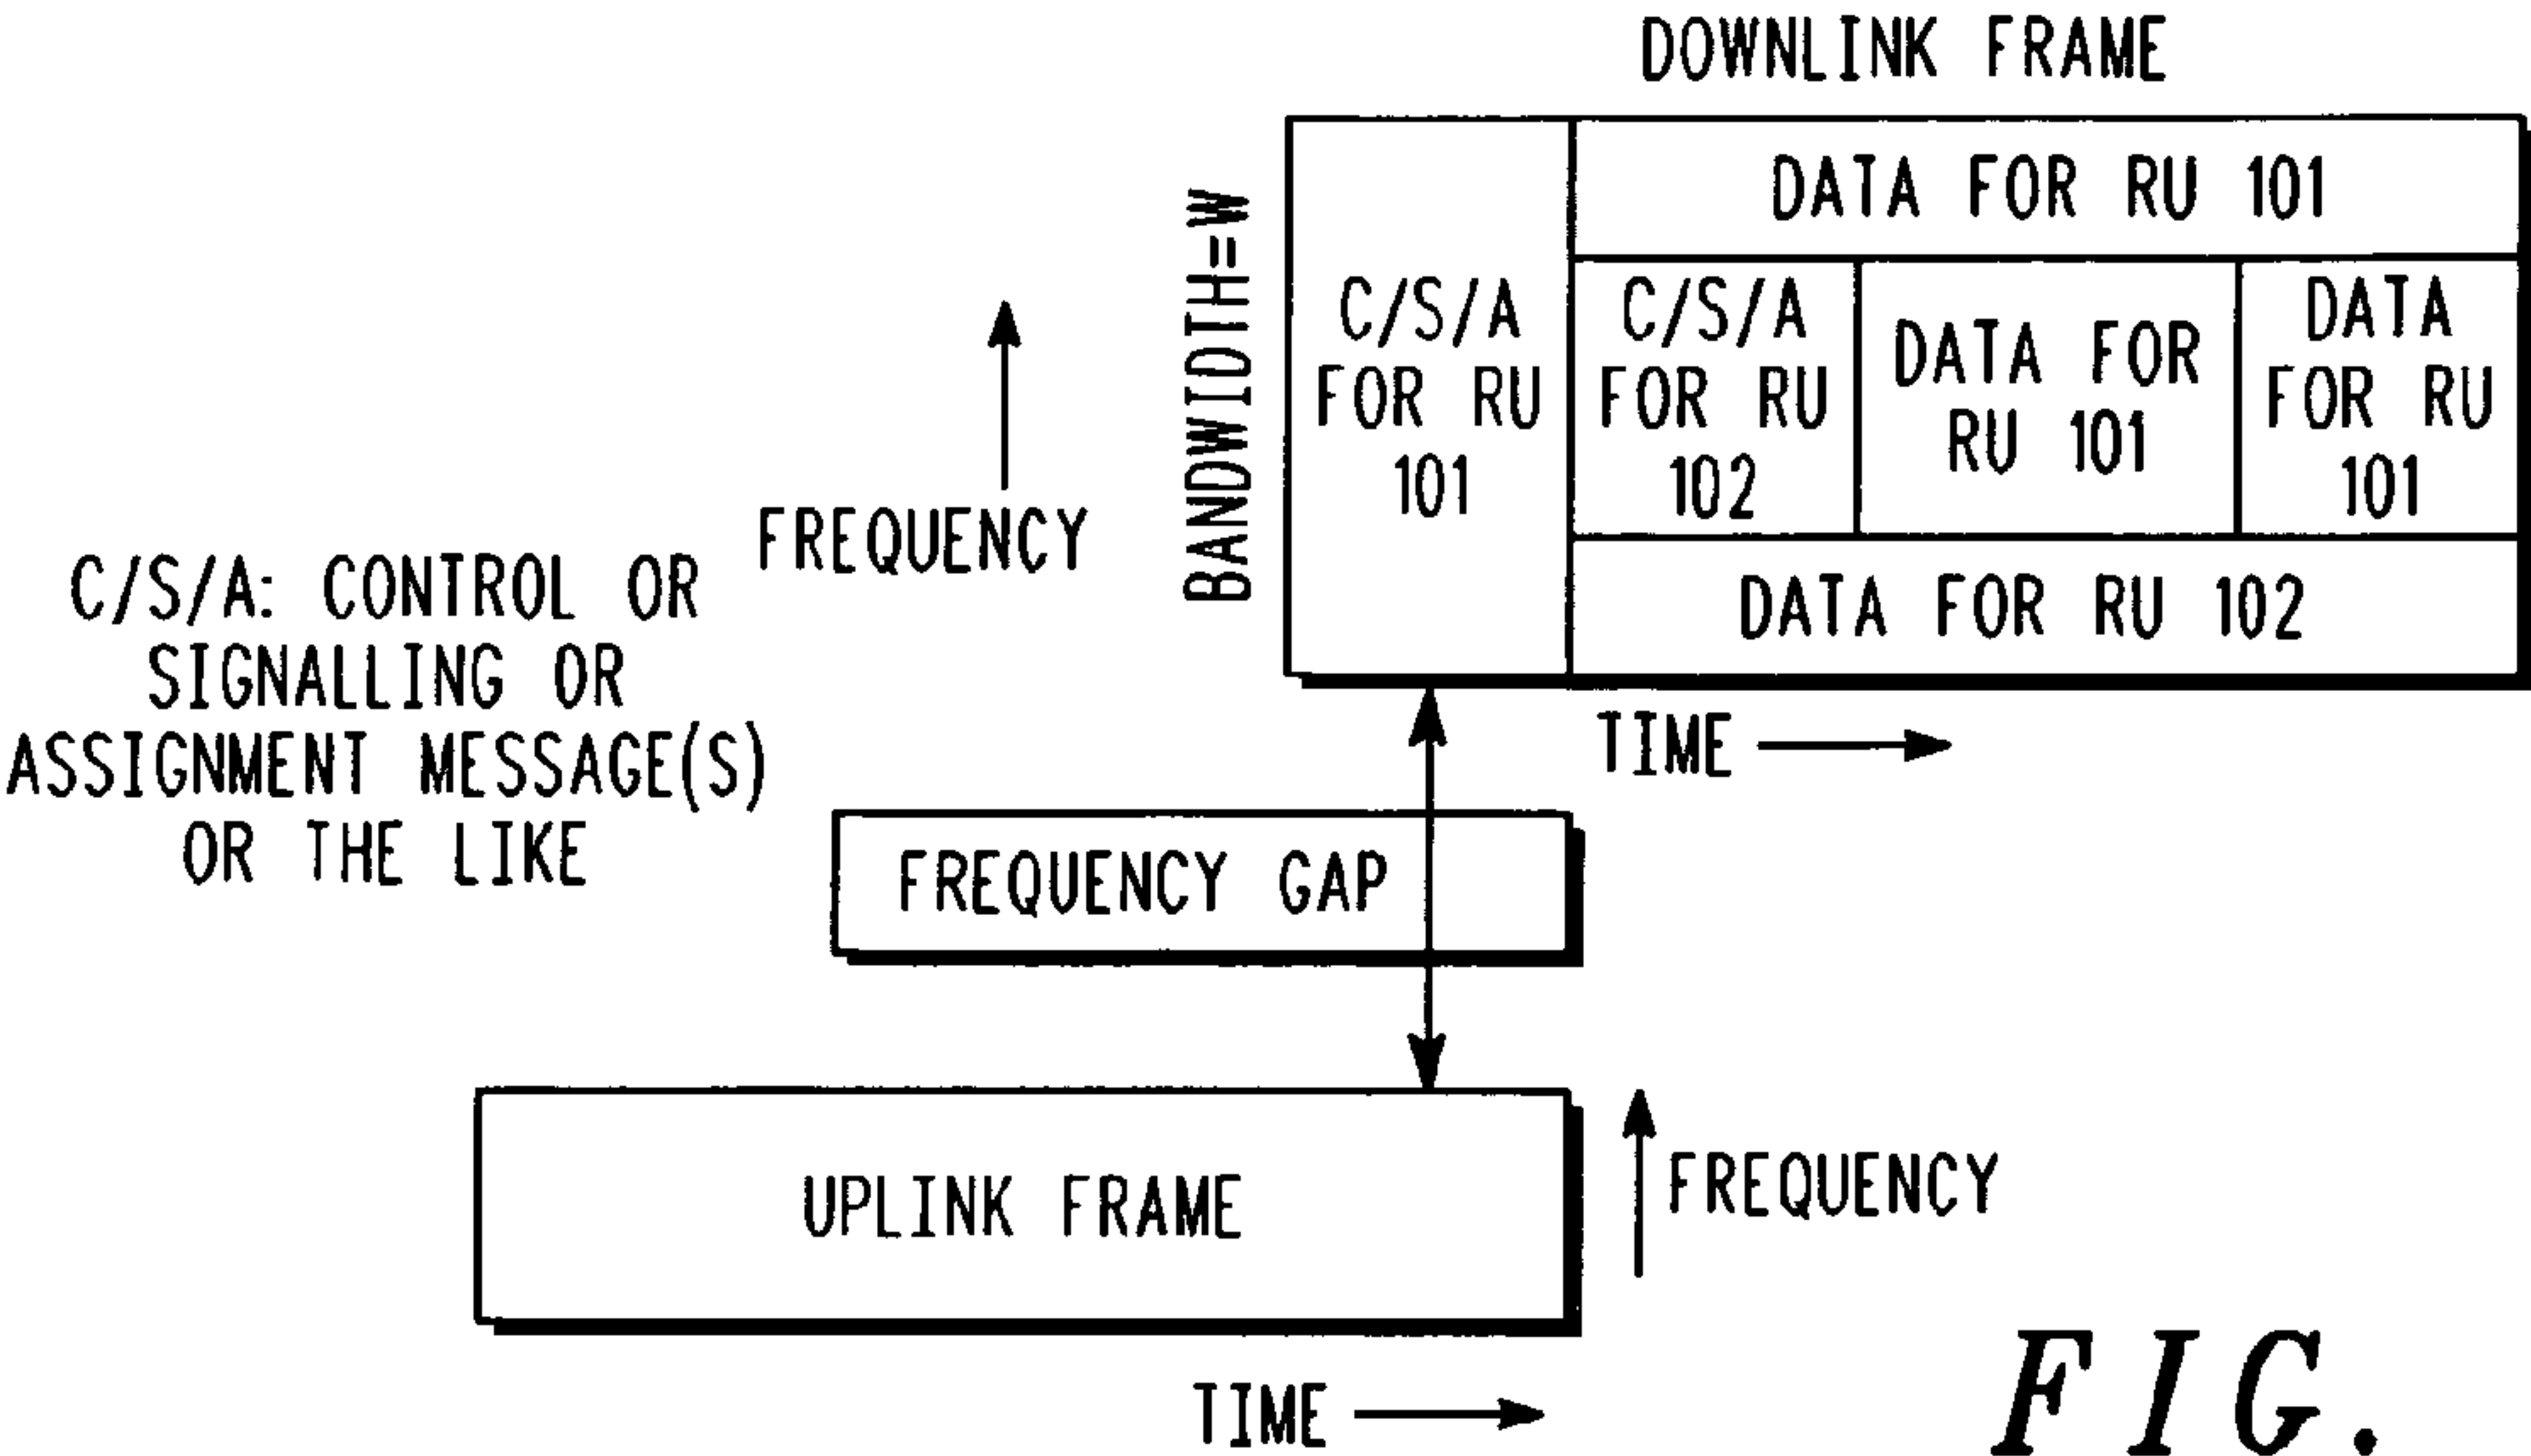 DOWNLINK FRAME
BANDWIDTH=W
C/S/A
FOR RU
101
DATA FOR RU 101
C/S/A
FOR RU
102
DATA FOR
RU 101
DATA
FOR RU
101
DATA FOR RU 102
FREQUENCY
TIME
C/S/A: CONTROL OR
SIGNALLING OR
ASSIGNMENT MESSAGE(S)
OR THE LIKE
FREQUENCY GAP
UPLINK FRAME
FREQUENCY
TIME
FIG.